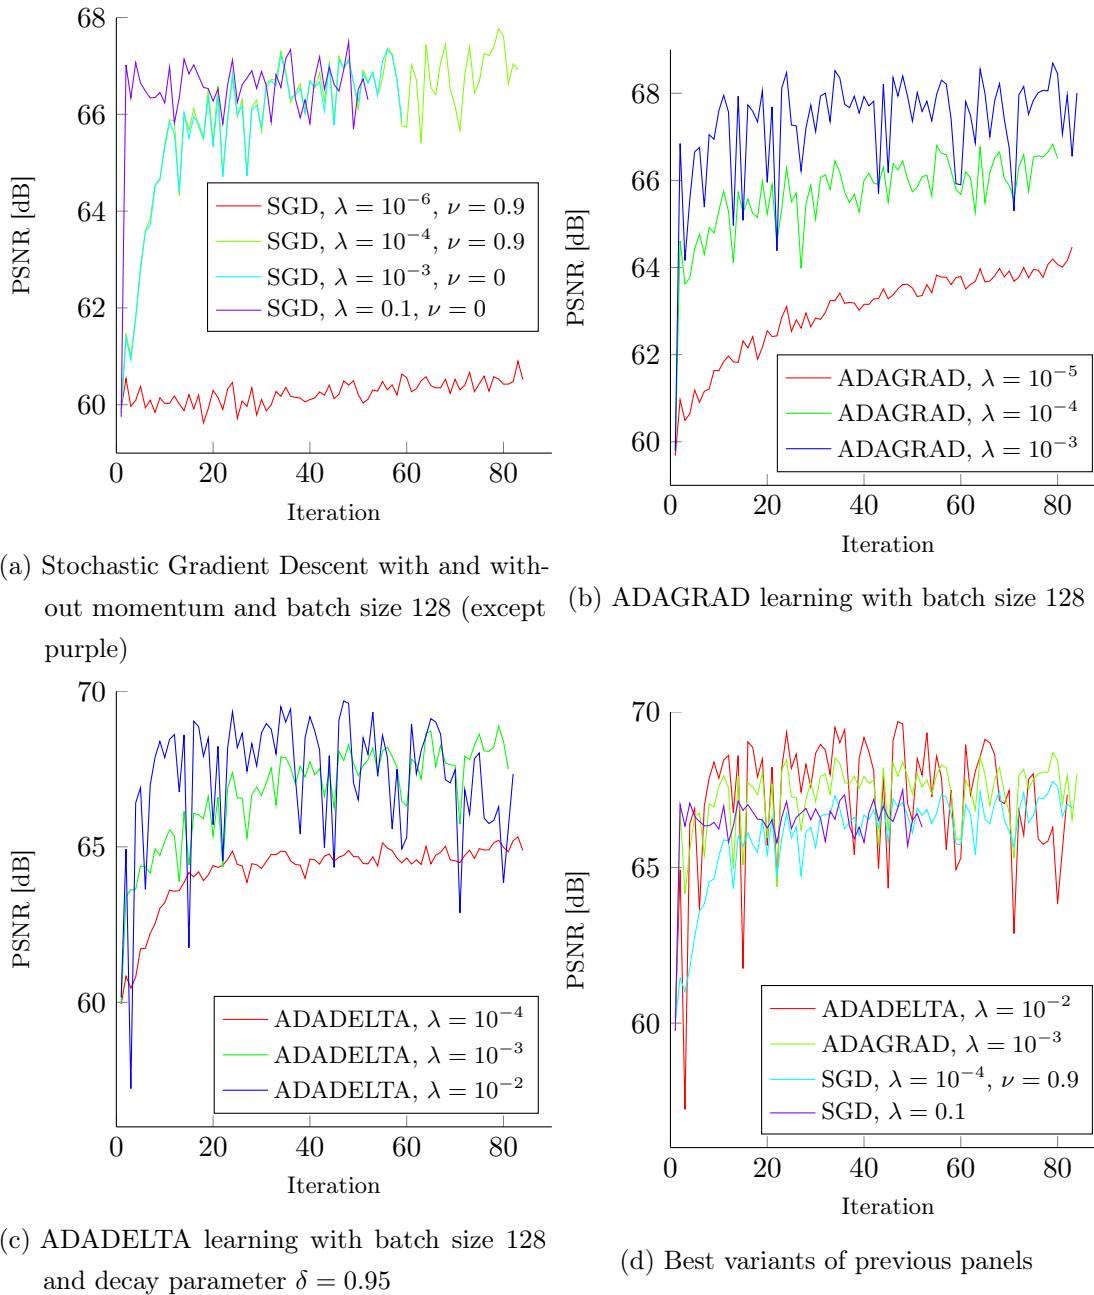 68
66
64
62
60
0
20
40
60
80
PSNR [dB]
Iteration
SGD, λ = 10⁻⁶, ν = 0.9
SGD, λ = 10⁻⁴, ν = 0.9
SGD, λ = 10⁻³, ν = 0
SGD, λ = 0.1, ν = 0
(a) Stochastic Gradient Descent with and with-
out momentum and batch size 128 (except
purple)
68
66
64
62
60
0
20
40
60
80
PSNR [dB]
Iteration
ADAGRAD, λ = 10⁻⁵
ADAGRAD, λ = 10⁻⁴
ADAGRAD, λ = 10⁻³
(b) ADAGRAD learning with batch size 128
70
65
60
0
20
40
60
80
PSNR [dB]
Iteration
ADADELTA, λ = 10⁻⁴
ADADELTA, λ = 10⁻³
ADADELTA, λ = 10⁻²
(c) ADADELTA learning with batch size 128
and decay parameter δ = 0.95
70
65
60
0
20
40
60
80
PSNR [dB]
Iteration
ADADELTA, λ = 10⁻²
ADAGRAD, λ = 10⁻³
SGD, λ = 10⁻⁴, ν = 0.9
SGD, λ = 0.1
(d) Best variants of previous panels